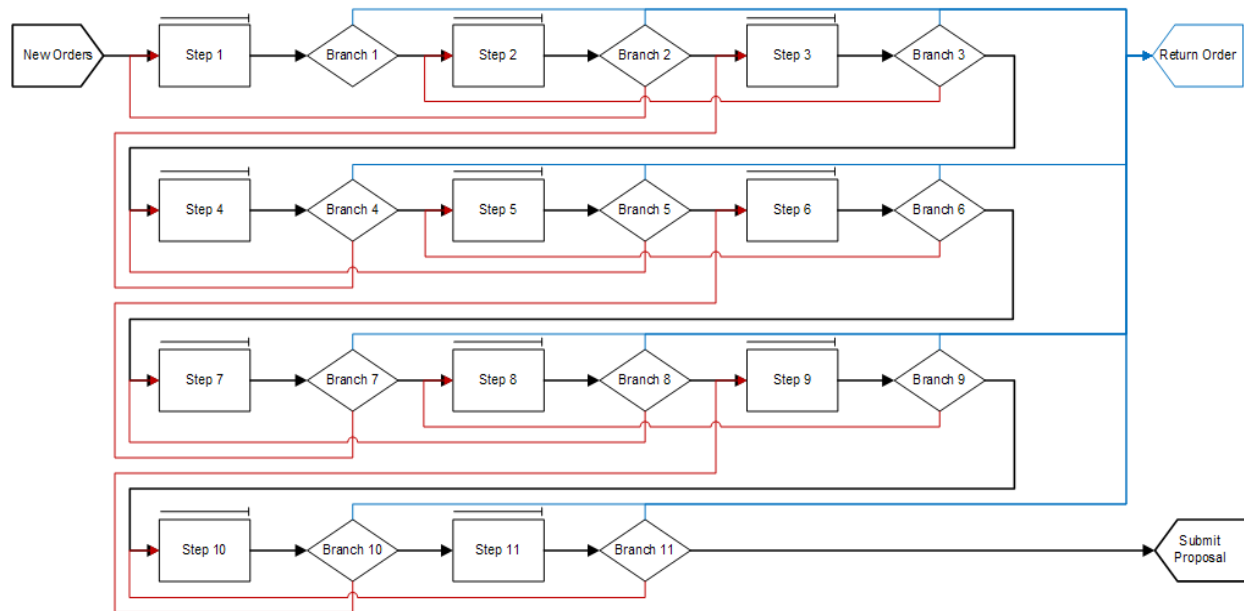 New Orders
Step 1
Branch 1
Step 2
Branch 2
Step 3
Branch 3
Return Order
Step 4
Branch 4
Step 5
Branch 5
Step 6
Branch 6
Step 7
Branch 7
Step 8
Branch 8
Step 9
Branch 9
Step 10
Branch 10
Step 11
Branch 11
Submit
Proposal